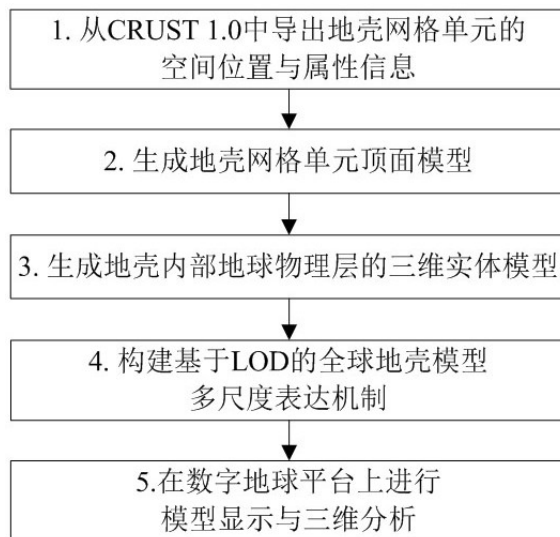 1. 从CRUST 1.0中导出地壳网格单元的
空间位置与属性信息
2. 生成地壳网格单元顶面模型
3. 生成地壳内部地球物理层的三维实体模型
4. 构建基于LOD的全球地壳模型
多尺度表达机制
5.在数字地球平台上进行
模型显示与三维分析